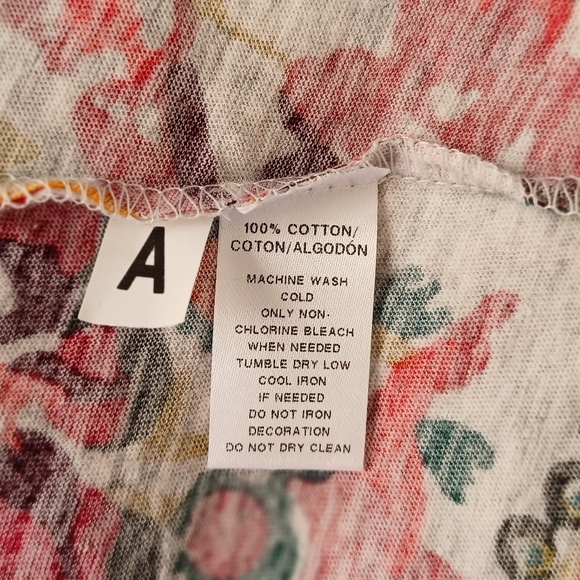 A
100% COTTON/
COTON/ALGODÓN
MACHINE WASH
COLD
ONLY NON-
CHLORINE BLEACH
WHEN NEEDED
TUMBLE DRY LOW
COOL IRON
IF NEEDED
DO NOT IRON
DECORATION
DO NOT DRY CLEAN